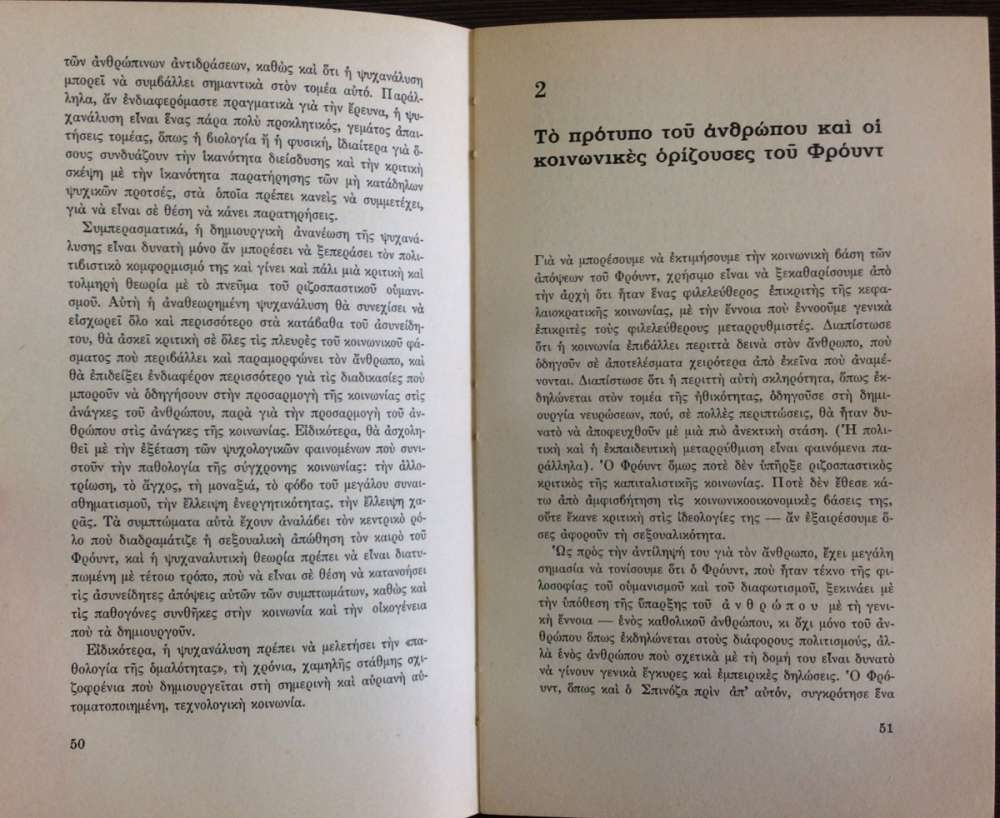 τῶν ἀνθρώπινων ἀντιδράσεων, καθὼς καὶ ὅτι ἡ ψυχανάλυση
μπορεῖ νὰ συμβάλλει σημαντικὰ στὸν τομέα αὐτό. Παράλ-
ληλα, ἂν ἐνδιαφερόμαστε πραγματικὰ γιὰ τὴν ἔρευνα, ἡ ψυ-
χανάλυση εἶναι ἕνας πάρα πολὺ προκλητικός, γεμάτος ἀπαι-
τήσεις τομέας, ὅπως ἡ βιολογία ἢ ἡ φυσική, ἰδιαίτερα γιὰ ὅ-
σους συνδυάζουν τὴν ἱκανότητα διείσδυσης καὶ τὴν κριτικὴ
σκέψη μὲ τὴν ἱκανότητα παρατήρησης τῶν μὴ κατάδηλων
ψυχικῶν προτσές, στὰ ὁποῖα πρέπει κανεὶς νὰ συμμετέχει,
γιὰ νὰ εἶναι σὲ θέση νὰ κάνει παρατηρήσεις.
Συμπερασματικά, ἡ δημιουργικὴ ἀνανέωση τῆς ψυχανά-
λυσης εἶναι δυνατὴ μόνο ἂν μπορέσει νὰ ξεπεράσει τὸν πολι-
τιβιστικὸ κομφορμισμό της καὶ γίνει καὶ πάλι μιὰ κριτικὴ καὶ
τολμηρὴ θεωρία μὲ τὸ πνεῦμα τοῦ ριζοσπαστικοῦ οὑμανι-
σμοῦ. Αὐτὴ ἡ ἀναθεωρημένη ψυχανάλυση θὰ συνεχίσει νὰ
εἰσχωρεῖ ὅλο καὶ περισσότερο στὰ κατάβαθα τοῦ ἀσυνείδη-
του, θὰ ἀσκεῖ κριτικὴ σὲ ὅλες τὶς πλευρὲς τοῦ κοινωνικοῦ φά-
σματος ποὺ περιβάλλει καὶ παραμορφώνει τὸν ἄνθρωπο, καὶ
θὰ ἐπιδείξει ἐνδιαφέρον περισσότερο γιὰ τὶς διαδικασίες ποὺ
μποροῦν νὰ ὁδηγήσουν στὴν προσαρμογὴ τῆς κοινωνίας στὶς
ἀνάγκες τοῦ ἀνθρώπου, παρὰ γιὰ τὴν προσαρμογὴ τοῦ ἀν-
θρώπου στὶς ἀνάγκες τῆς κοινωνίας. Εἰδικότερα, θὰ ἀσχολη-
θεῖ μὲ τὴν ἐξέταση τῶν ψυχολογικῶν φαινομένων ποὺ συνι-
στοῦν τὴν παθολογία τῆς σύγχρονης κοινωνίας: τὴν ἀλλο-
τρίωση, τὸ ἄγχος, τὴ μοναξιά, τὸ φόβο τοῦ μεγάλου συναι-
σθηματισμοῦ, τὴν ἔλλειψη ἐνεργητικότητας, τὴν ἔλλειψη χα-
ρᾶς. Τὰ συμπτώματα αὐτὰ ἔχουν ἀναλάβει τὸν κεντρικὸ ρό-
λο ποὺ διαδραμάτιζε ἡ σεξουαλικὴ ἀπώθηση τὸν καιρὸ τοῦ
Φρόυντ, καὶ ἡ ψυχαναλυτικὴ θεωρία πρέπει νὰ εἶναι διατυ-
πωμένη μὲ τέτοιο τρόπο, ποὺ νὰ εἶναι σὲ θέση νὰ κατανοήσει
τὶς ἀσυνείδητες ἀπόψεις αὐτῶν τῶν συμπτωμάτων, καθὼς καὶ
τὶς παθογόνες συνθῆκες στὴν κοινωνία καὶ τὴν οἰκογένεια
ποὺ τὰ δημιουργοῦν.
Εἰδικότερα, ἡ ψυχανάλυση πρέπει νὰ μελετήσει τὴν «πα-
θολογία τῆς ὁμαλότητας», τὴ χρόνια, χαμηλῆς στάθμης σχι-
ζοφρένια ποὺ δημιουργεῖται στὴ σημερινὴ καὶ αὐριανὴ αὐ-
τοματοποιημένη, τεχνολογικὴ κοινωνία.
50
2
Τὸ πρότυπο τοῦ ἀνθρώπου καὶ οἱ
κοινωνικὲς ὁρίζουσες τοῦ Φρόυντ
Γιὰ νὰ μπορέσουμε νὰ ἐκτιμήσουμε τὴν κοινωνικὴ βάση τῶν
ἀπόψεων τοῦ Φρόυντ, χρήσιμο εἶναι νὰ ξεκαθαρίσουμε ἀπὸ
τὴν ἀρχὴ ὅτι ἦταν ἕνας φιλελεύθερος ἐπικριτὴς τῆς κεφα-
λαιοκρατικῆς κοινωνίας, μὲ τὴν ἔννοια ποὺ ἐννοοῦμε γενικὰ
ἐπικριτὲς τοὺς φιλελεύθερους μεταρρυθμιστές. Διαπίστωσε
ὅτι ἡ κοινωνία ἐπιβάλλει περιττὰ δεινὰ στὸν ἄνθρωπο, ποὺ
ὁδηγοῦν σὲ ἀποτελέσματα χειρότερα ἀπὸ ἐκεῖνα ποὺ ἀναμέ-
νονται. Διαπίστωσε ὅτι ἡ περιττὴ αὐτὴ σκληρότητα, ὅπως ἐκ-
δηλώνεται στὸν τομέα τῆς ἠθικότητας, ὁδηγοῦσε στὴ δημι-
ουργία νευρώσεων, πού, σὲ πολλὲς περιπτώσεις, θὰ ἦταν δυ-
νατὸ νὰ ἀποφευχθοῦν μὲ μιὰ πιὸ ἀνεκτικὴ στάση. (Ἡ πολι-
τικὴ καὶ ἡ ἐκπαιδευτικὴ μεταρρύθμιση εἶναι φαινόμενα πα-
ράλληλα). Ὁ Φρόυντ ὅμως ποτὲ δὲν ὑπῆρξε ριζοσπαστικὸς
κριτικὸς τῆς καπιταλιστικῆς κοινωνίας. Ποτὲ δὲν ἔθεσε κά-
τω ἀπὸ ἀμφισβήτηση τὶς κοινωνικοοικονομικὲς βάσεις της,
οὔτε ἔκανε κριτικὴ στὶς ἰδεολογίες της — ἂν ἐξαιρέσουμε ὅ-
σες ἀφοροῦν τὴ σεξουαλικότητα.
Ὡς πρὸς τὴν ἀντίληψή του γιὰ τὸν ἄνθρωπο, ἔχει μεγάλη
σημασία νὰ τονίσουμε ὅτι ὁ Φρόυντ, ποὺ ἦταν τέκνο τῆς φι-
λοσοφίας τοῦ οὑμανισμοῦ καὶ τοῦ διαφωτισμοῦ, ξεκινάει μὲ
τὴν ὑπόθεση τῆς ὕπαρξης τοῦ ἀνθρώπου μὲ τὴ γενι-
κὴ ἔννοια — ἑνὸς καθολικοῦ ἀνθρώπου, κι ὄχι μόνο τοῦ ἀν-
θρώπου ὅπως ἐκδηλώνεται στοὺς διάφορους πολιτισμούς, ἀλ-
λὰ ἑνὸς ἀνθρώπου ποὺ σχετικὰ μὲ τὴ δομή του εἶναι δυνατὸ
νὰ γίνουν γενικὰ ἔγκυρες καὶ ἐμπειρικὲς δηλώσεις. Ὁ Φρό-
υντ, ὅπως καὶ ὁ Σπινόζα πρὶν ἀπ' αὐτόν, συγκρότησε ἕνα
51